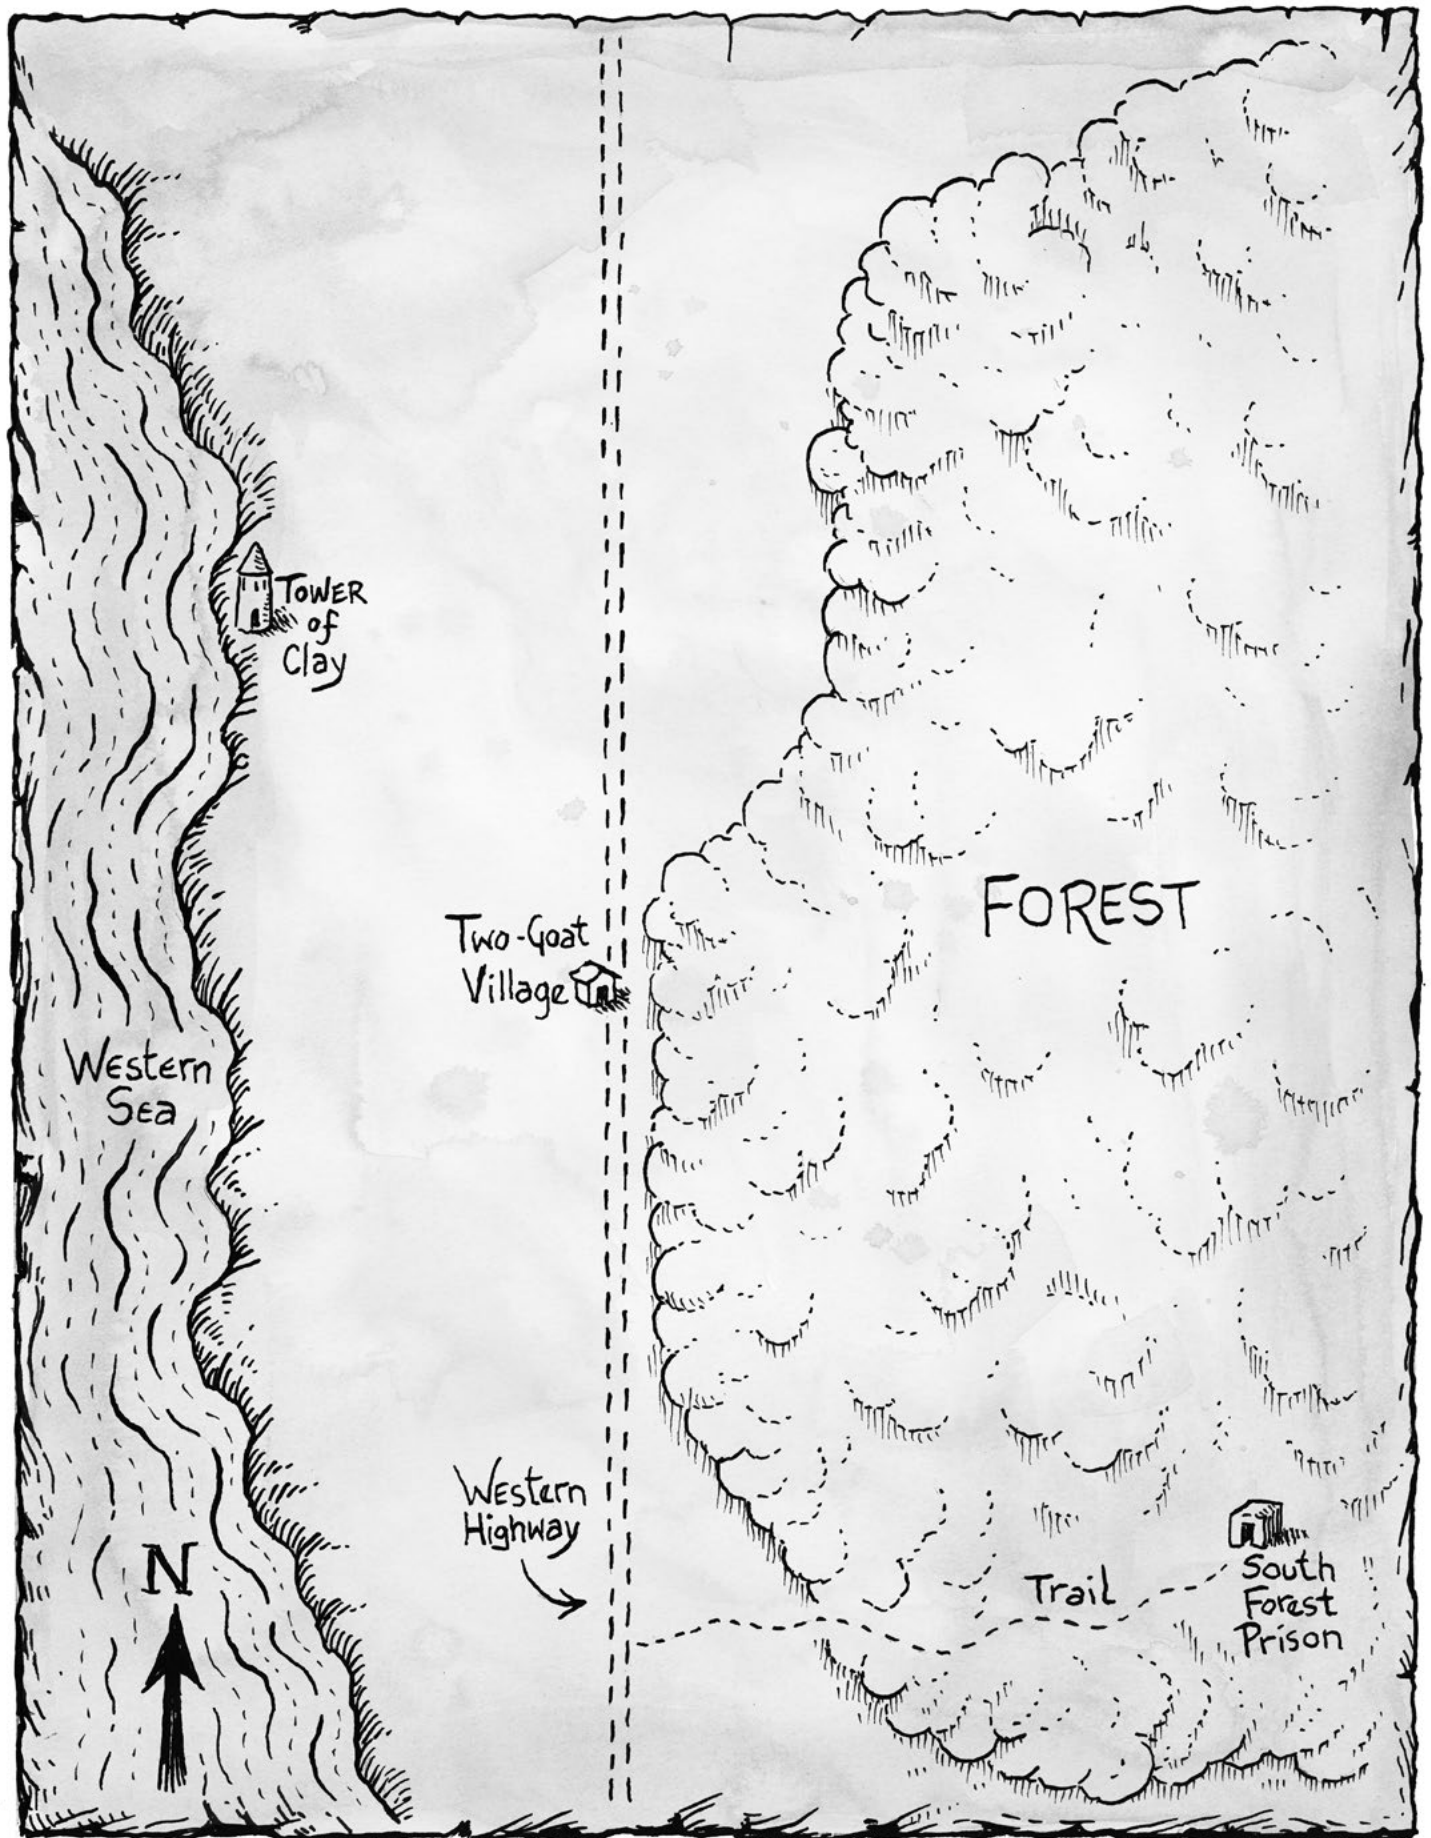 Tower
of
Clay
Forest
Two-Goat
Village
Western
Sea
Western
Highway
N
Trail
South
Forest
Prison